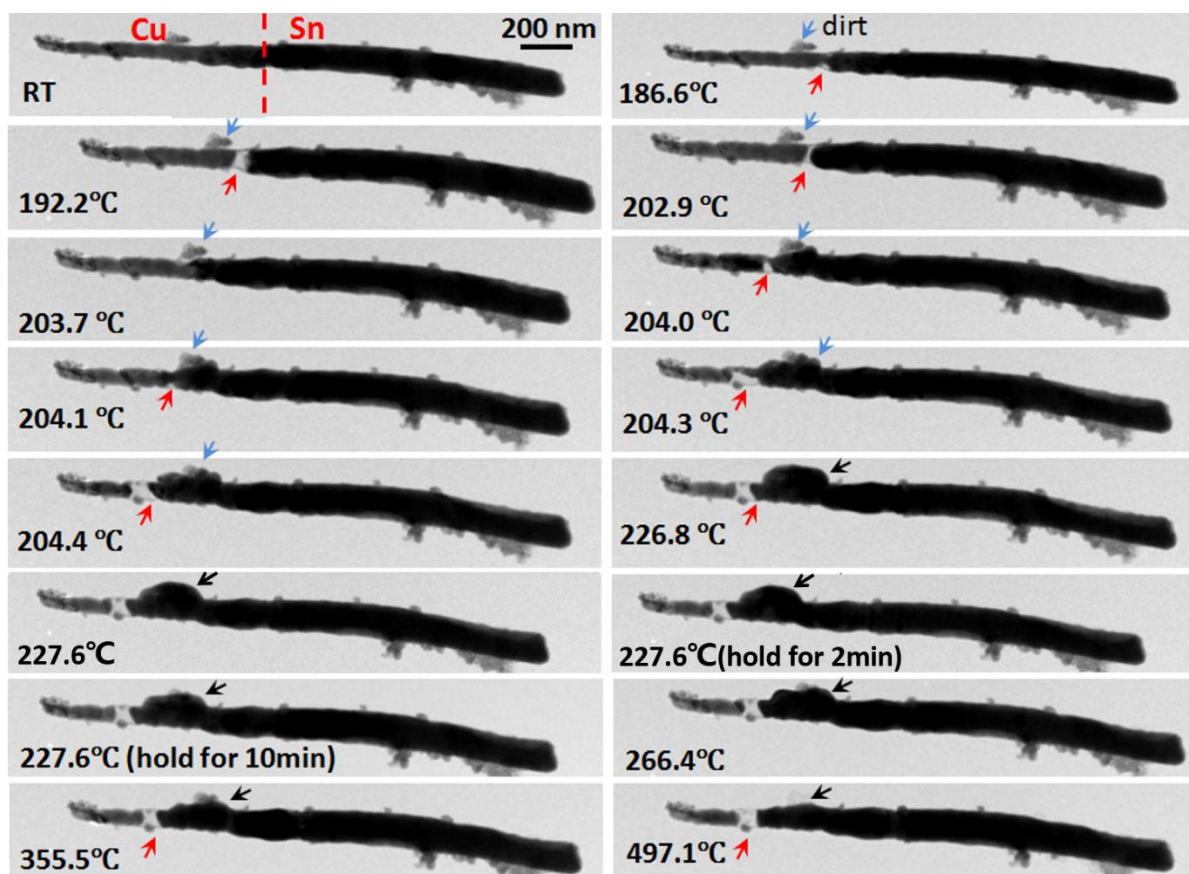 Cu Sn 200 nm
RT
dirt
186.6℃
192.2℃
202.9 ℃
203.7 ℃
204.0 ℃
204.1 ℃
204.3 ℃
204.4 ℃
226.8 ℃
227.6℃
227.6℃(hold for 2min)
227.6℃ (hold for 10min)
266.4℃
355.5℃
497.1℃